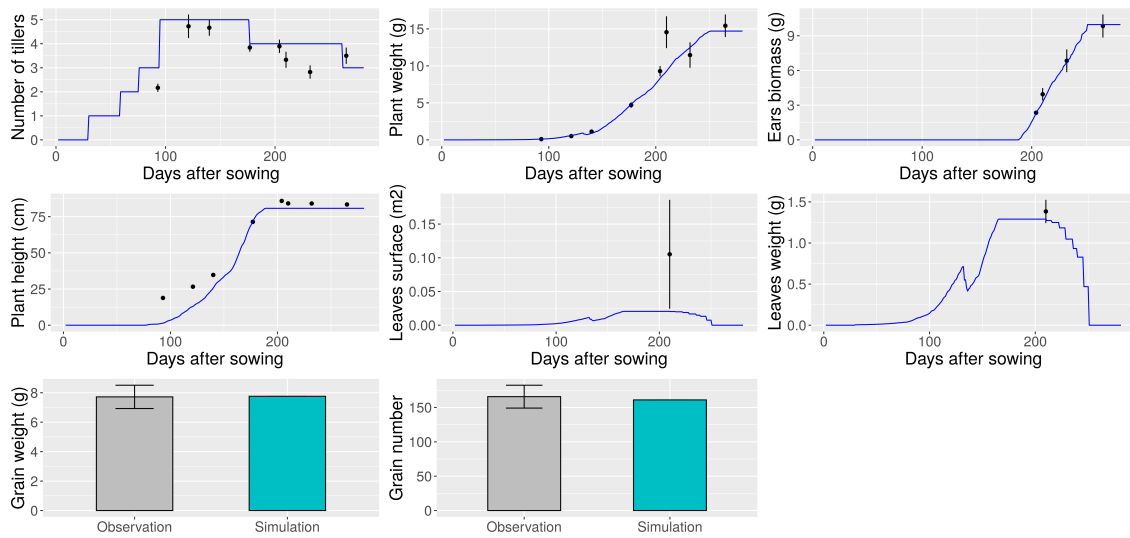 Number of tillers
5
4
3
2
1
0
0
100
200
Days after sowing
Plant weight (g)
15
10
5
0
0
100
200
Days after sowing
Ears biomass (g)
9
6
3
0
0
100
200
Days after sowing
Plant height (cm)
75
50
25
0
0
100
200
Days after sowing
Leaves surface (m2)
0.15
0.10
0.05
0.00
0
100
200
Days after sowing
Leaves weight (g)
1.5
1.0
0.5
0.0
0
100
200
Days after sowing
Grain weight (g)
8
6
4
2
0
Observation
Simulation
Grain number
150
100
50
0
Observation
Simulation